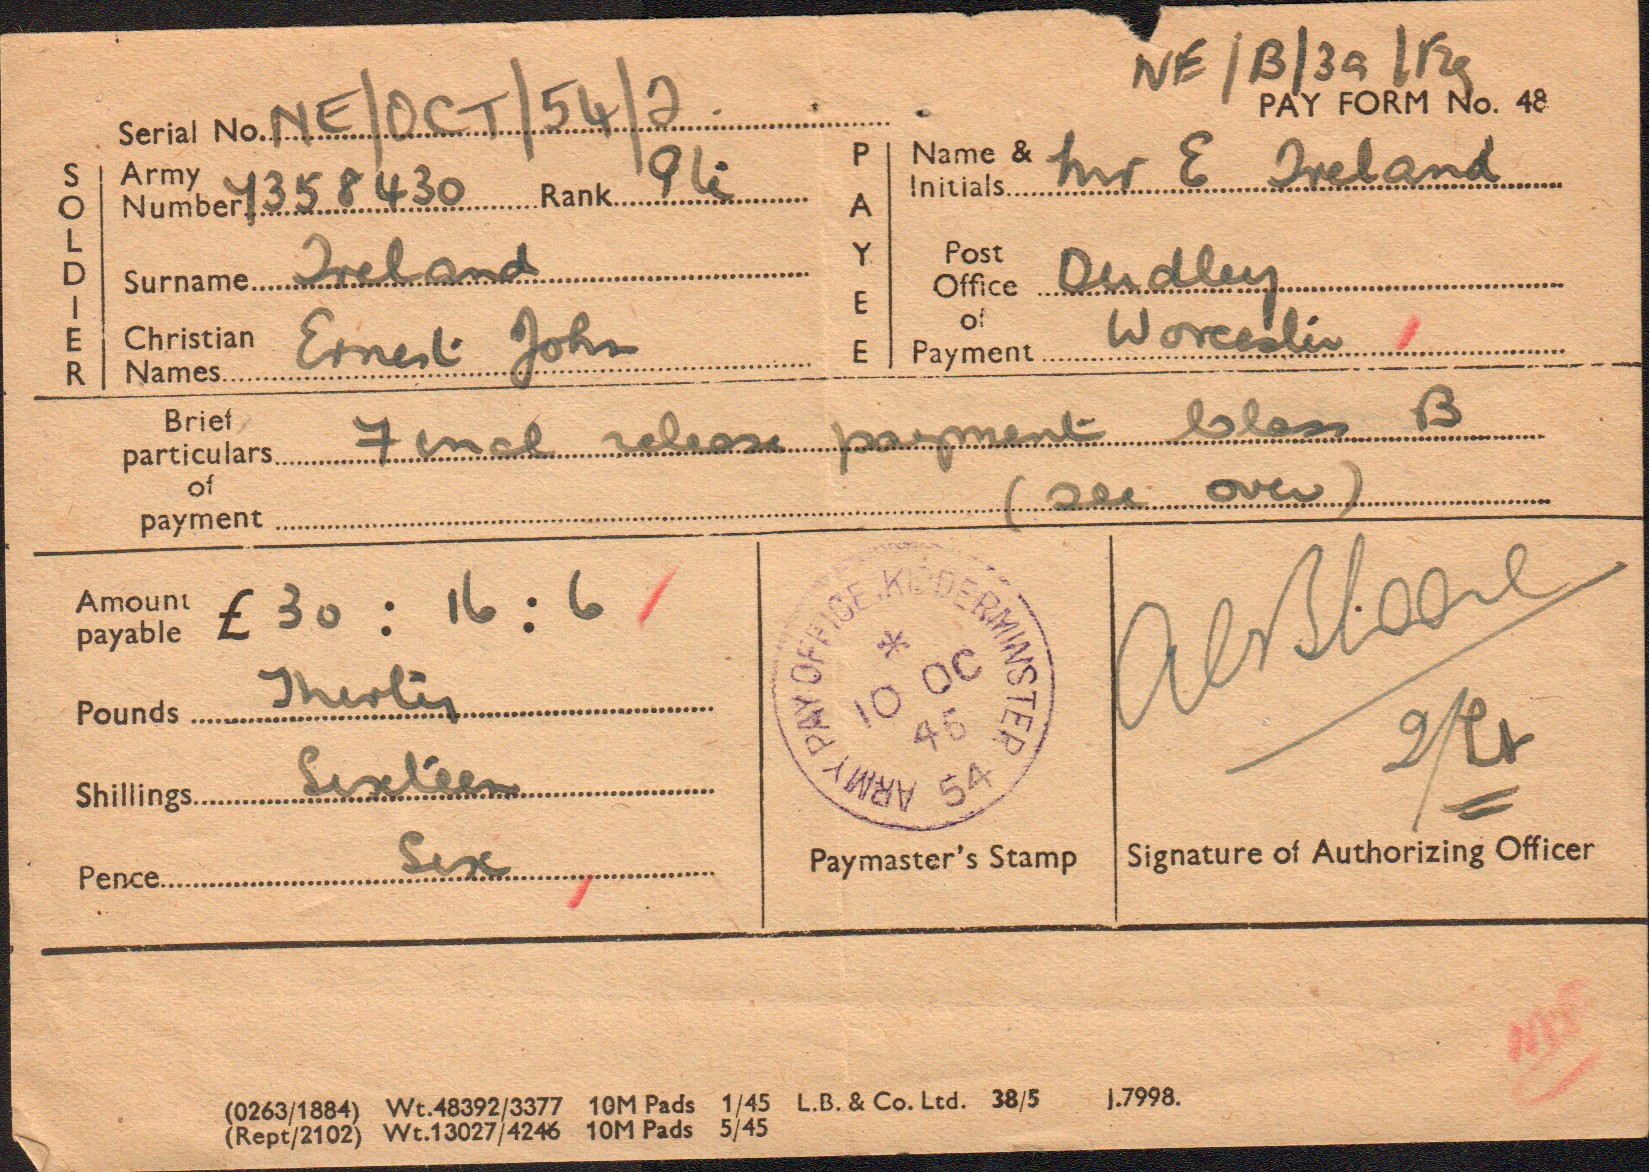 NE/B/3a/
PAY FORM No. 48
Serial No. NE/OCT/54/2
SOLDIER
Army Number 7358430 Rank Pte
Surname Ireland
Christian Names Ernest John
PAYEE
Name & Initials Mr E Ireland
Post Office of Payment Dudley
Worcester
Brief particulars of payment Final release payment Class B
(see over)
Amount payable £30 : 16 : 6
Pounds Thirty
Shillings Sixteen
Pence Six
ARMY PAY OFFICE. KIDDERMINSTER
*
10 OC
45
54
Paymaster's Stamp
2/Lt
Signature of Authorizing Officer
(0263/1884) Wt.48392/3377 10M Pads 1/45 L.B. & Co. Ltd. 38/5 J.7998.
(Rept/2102) Wt.13027/4246 10M Pads 5/45